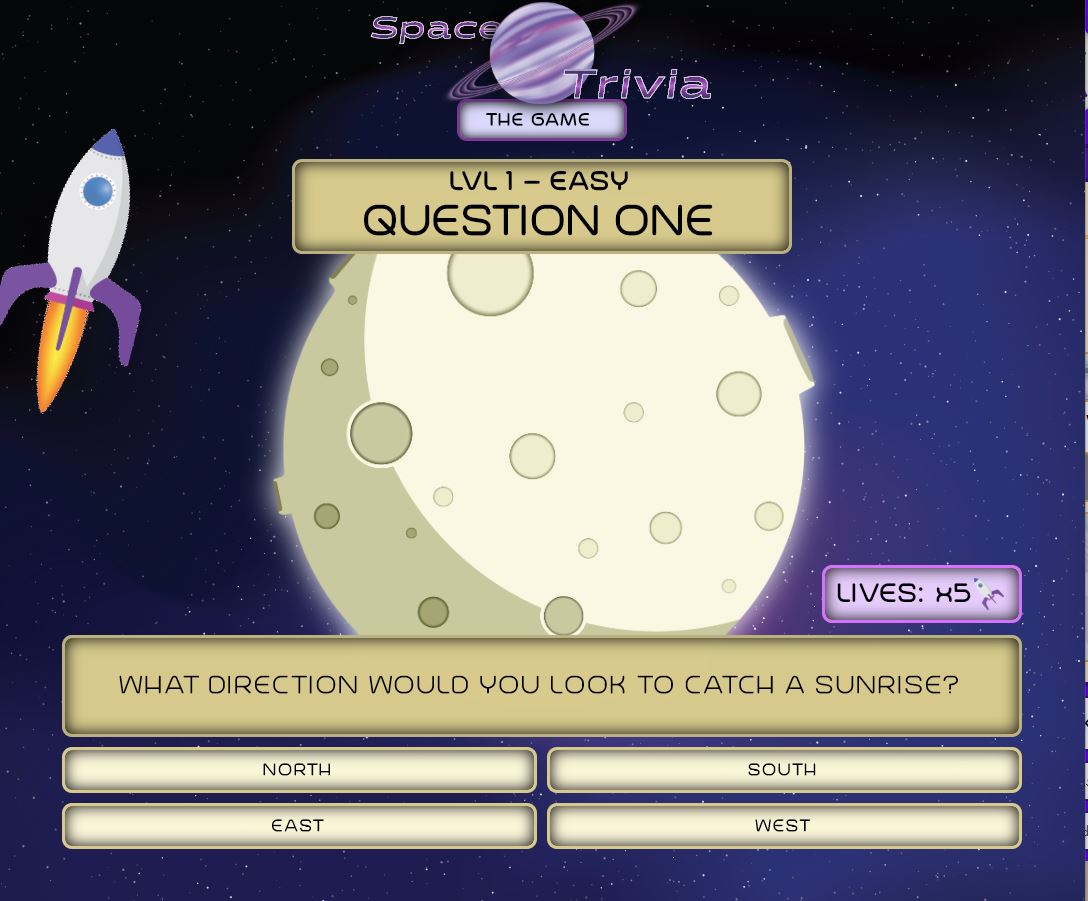 Space
Trivia
THE GAME
LVL 1 – EASY
QUESTION ONE
LIVES: x5
WHAT DIRECTION WOULD YOU LOOK TO CATCH A SUNRISE?
NORTH
SOUTH
EAST
WEST